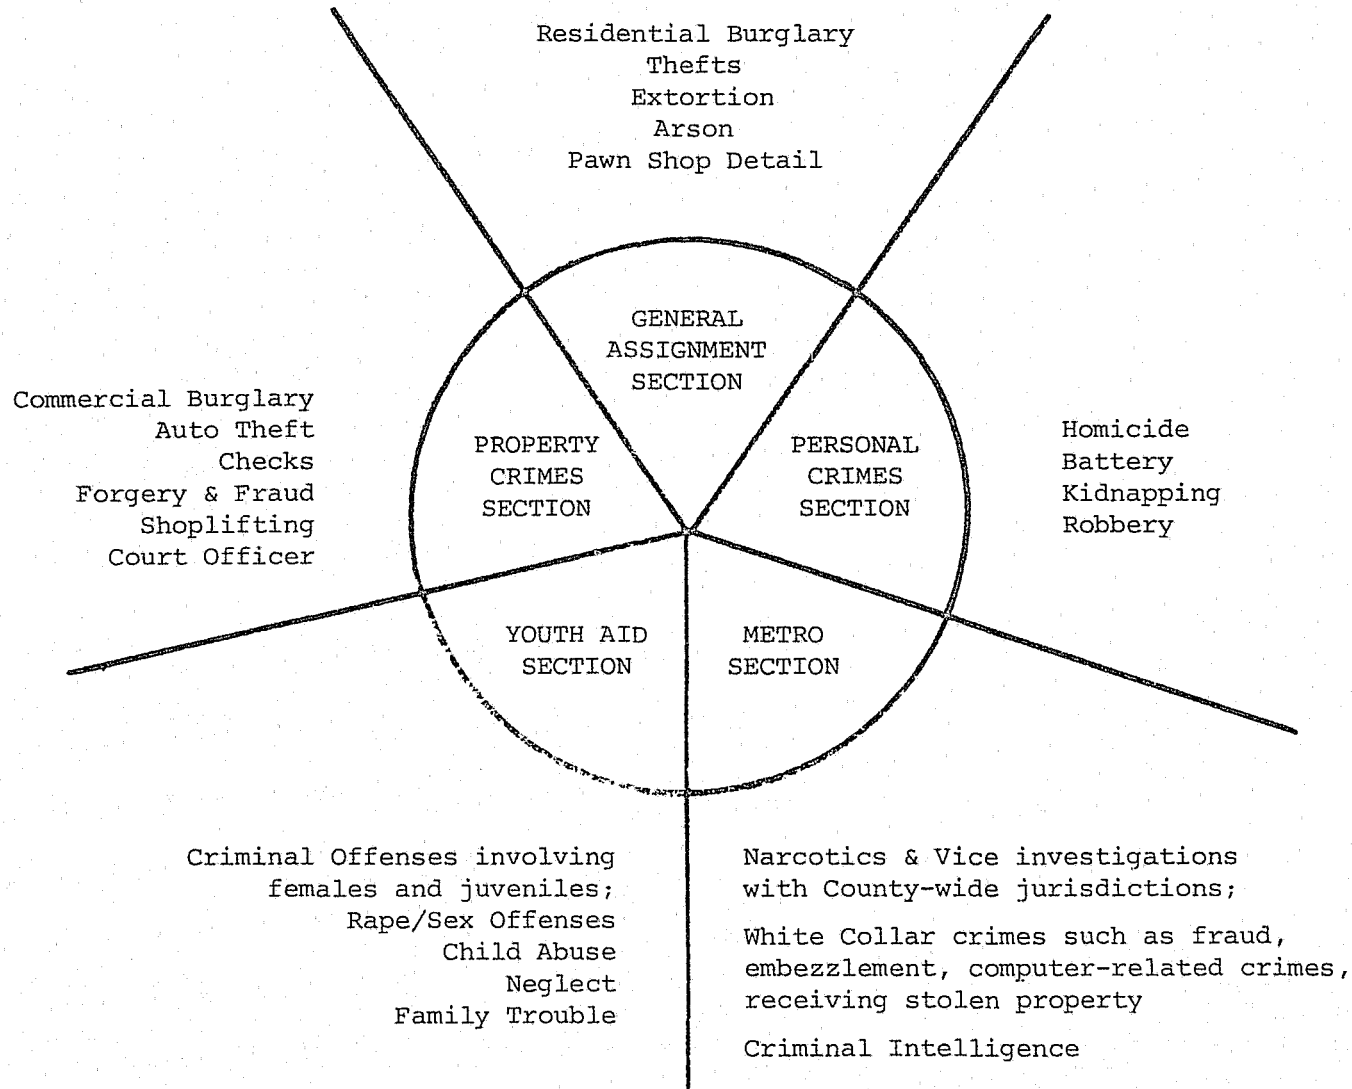 Residential Burglary
Thefts
Extortion
Arson
Pawn Shop Detail
GENERAL
ASSIGNMENT
SECTION
Commercial Burglary
Auto Theft
Checks
Forgery & Fraud
Shoplifting
Court Officer
PROPERTY
CRIMES
SECTION
PERSONAL
CRIMES
SECTION
Homicide
Battery
Kidnapping
Robbery
YOUTH AID
SECTION
METRO
SECTION
Criminal Offenses involving
females and juveniles;
Rape/Sex Offenses
Child Abuse
Neglect
Family Trouble
Narcotics & Vice investigations
with County-wide jurisdictions;
White Collar crimes such as fraud,
embezzlement, computer-related crimes,
receiving stolen property
Criminal Intelligence